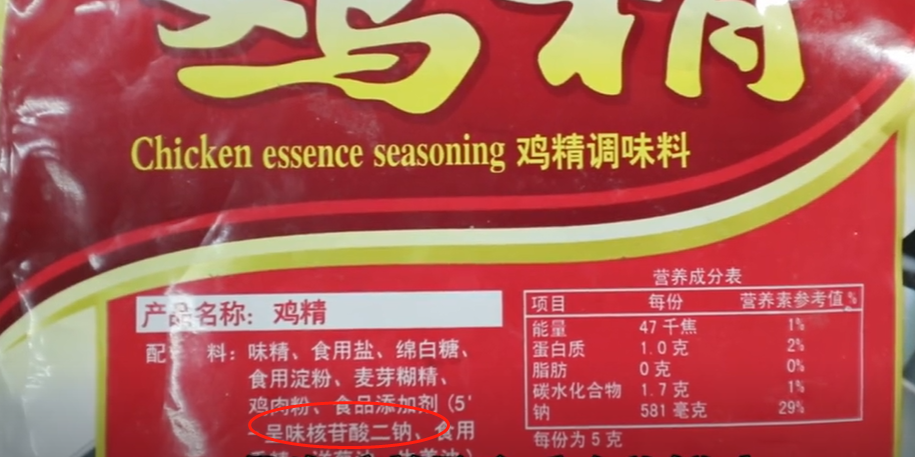 鸡精
Chicken essence seasoning 鸡精调味料
产品名称: 鸡精
配 料:味精、食用盐、绵白糖、
食用淀粉、麦芽糊精、
鸡肉粉、食品添加剂(5'
-呈味核苷酸二钠、食用
营养成分表
项目 每份 营养素参考值%
能量 47千焦 1%
蛋白质 1.0克 2%
脂肪 0克 0%
碳水化合物 1.7克 1%
钠 581毫克 29%
每份为5克